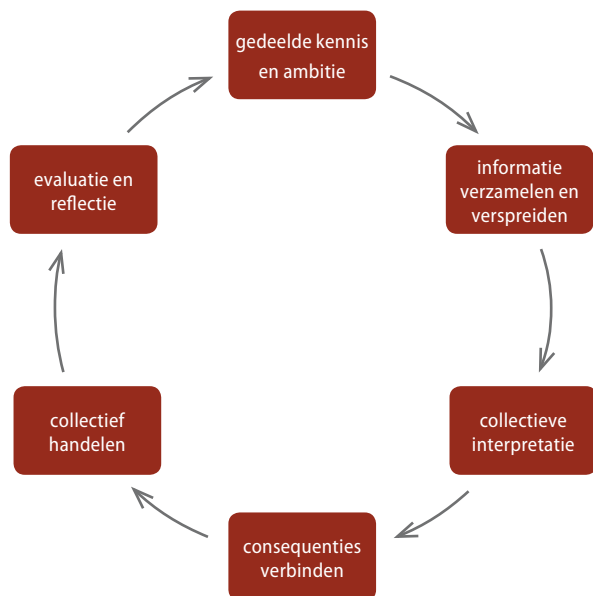 gedeelde kennis
en ambitie
informatie
verzamelen en
verspreiden
collectieve
interpretatie
consequenties
verbinden
collectief
handelen
evaluatie en
reflectie